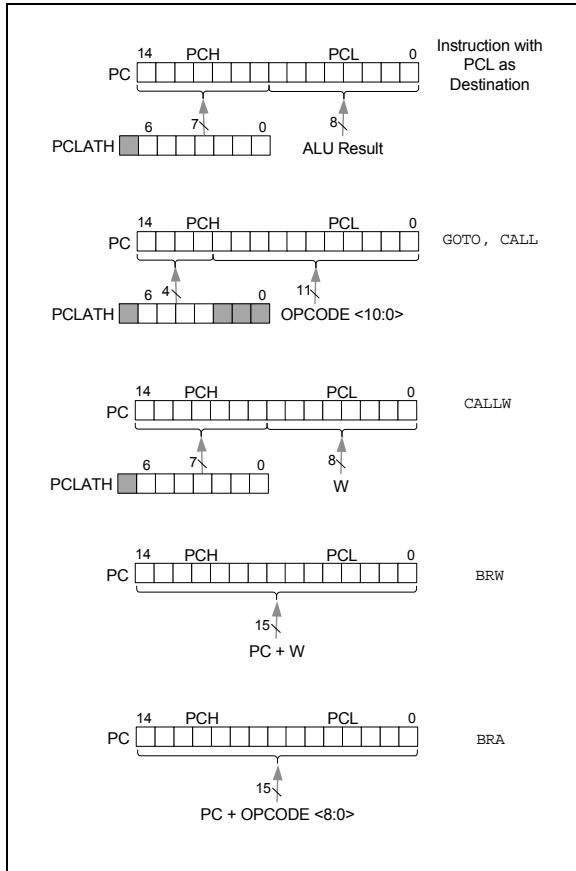 14 PCH PCL 0
PC
Instruction with
PCL as
Destination
6 7 0 8
PCLATH
ALU Result
14 PCH PCL 0
PC
GOTO, CALL
6 4 0 11
PCLATH
OPCODE <10:0>
14 PCH PCL 0
PC
CALLW
6 7 0 8
PCLATH
W
14 PCH PCL 0
PC
BRW
15
PC + W
14 PCH PCL 0
PC
BRA
15
PC + OPCODE <8:0>